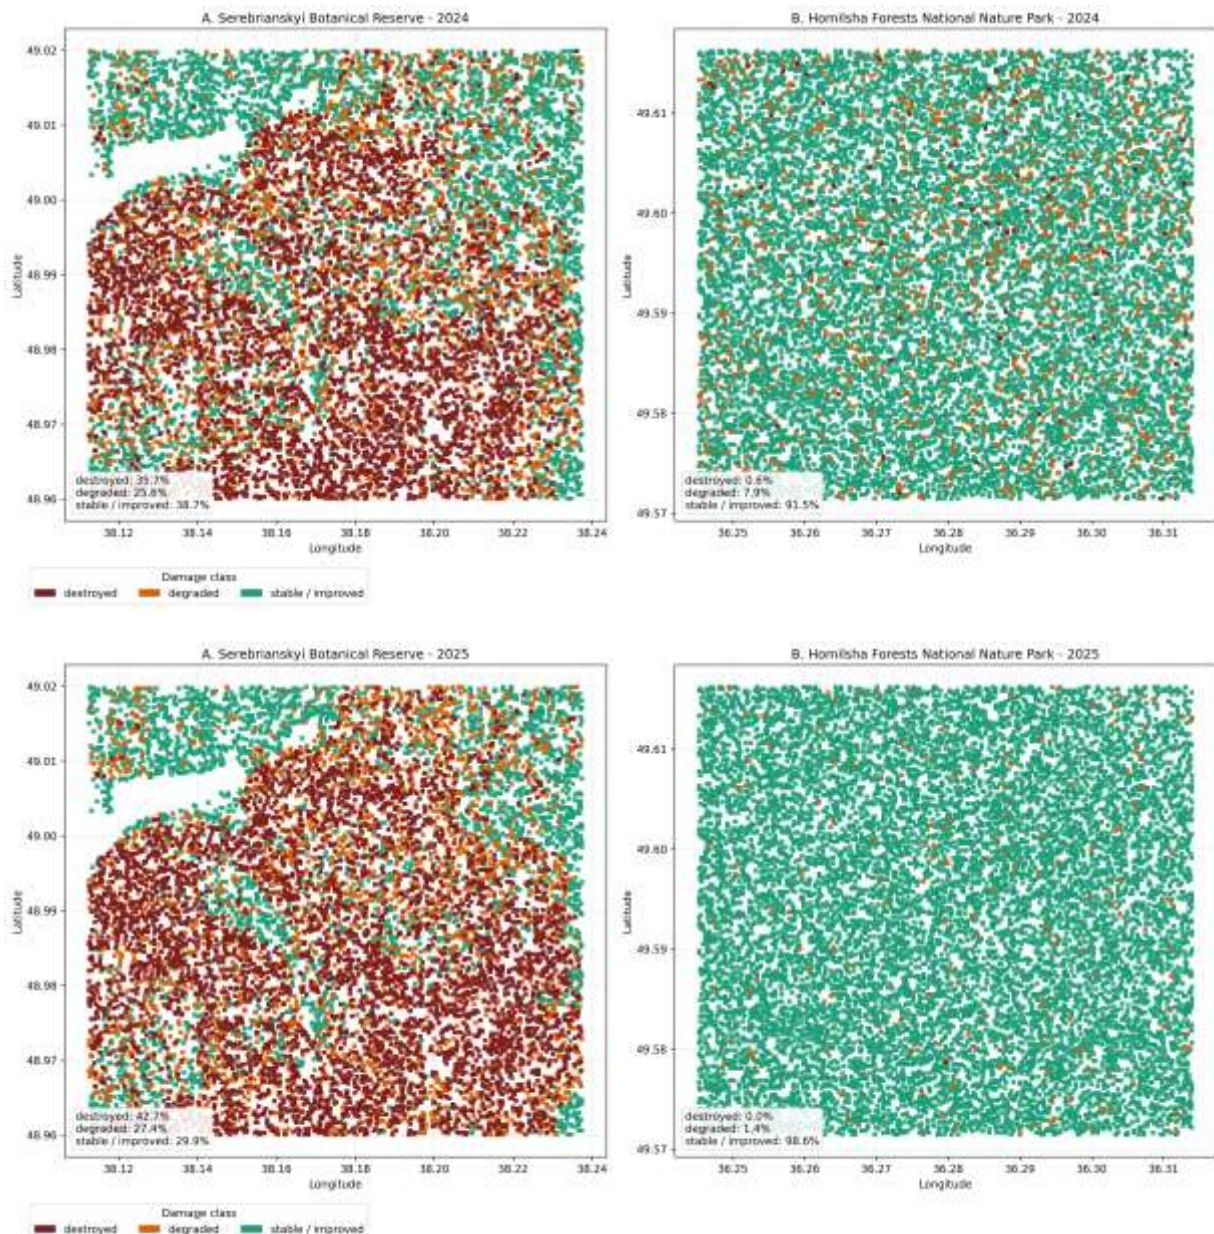 A. Serebrianskyi Botanical Reserve - 2024
49.02
49.01
49.00
48.99
48.98
48.97
48.96
Latitude
destroyed: 35.7%
degraded: 25.6%
stable / improved: 38.7%
38.12 38.14 38.16 38.18 38.20 38.22 38.24
Longitude
B. Homilsha Forests National Nature Park - 2024
49.61
49.60
49.59
49.58
49.57
Latitude
destroyed: 0.6%
degraded: 7.9%
stable / improved: 91.5%
36.25 36.26 36.27 36.28 36.29 36.30 36.31
Longitude
Damage class
destroyed degraded stable / improved
A. Serebrianskyi Botanical Reserve - 2025
49.02
49.01
49.00
48.99
48.98
48.97
48.96
Latitude
destroyed: 42.7%
degraded: 27.4%
stable / improved: 29.9%
38.12 38.14 38.16 38.18 38.20 38.22 38.24
Longitude
B. Homilsha Forests National Nature Park - 2025
49.61
49.60
49.59
49.58
49.57
Latitude
destroyed: 0.0%
degraded: 1.4%
stable / improved: 98.6%
36.25 36.26 36.27 36.28 36.29 36.30 36.31
Longitude
Damage class
destroyed degraded stable / improved